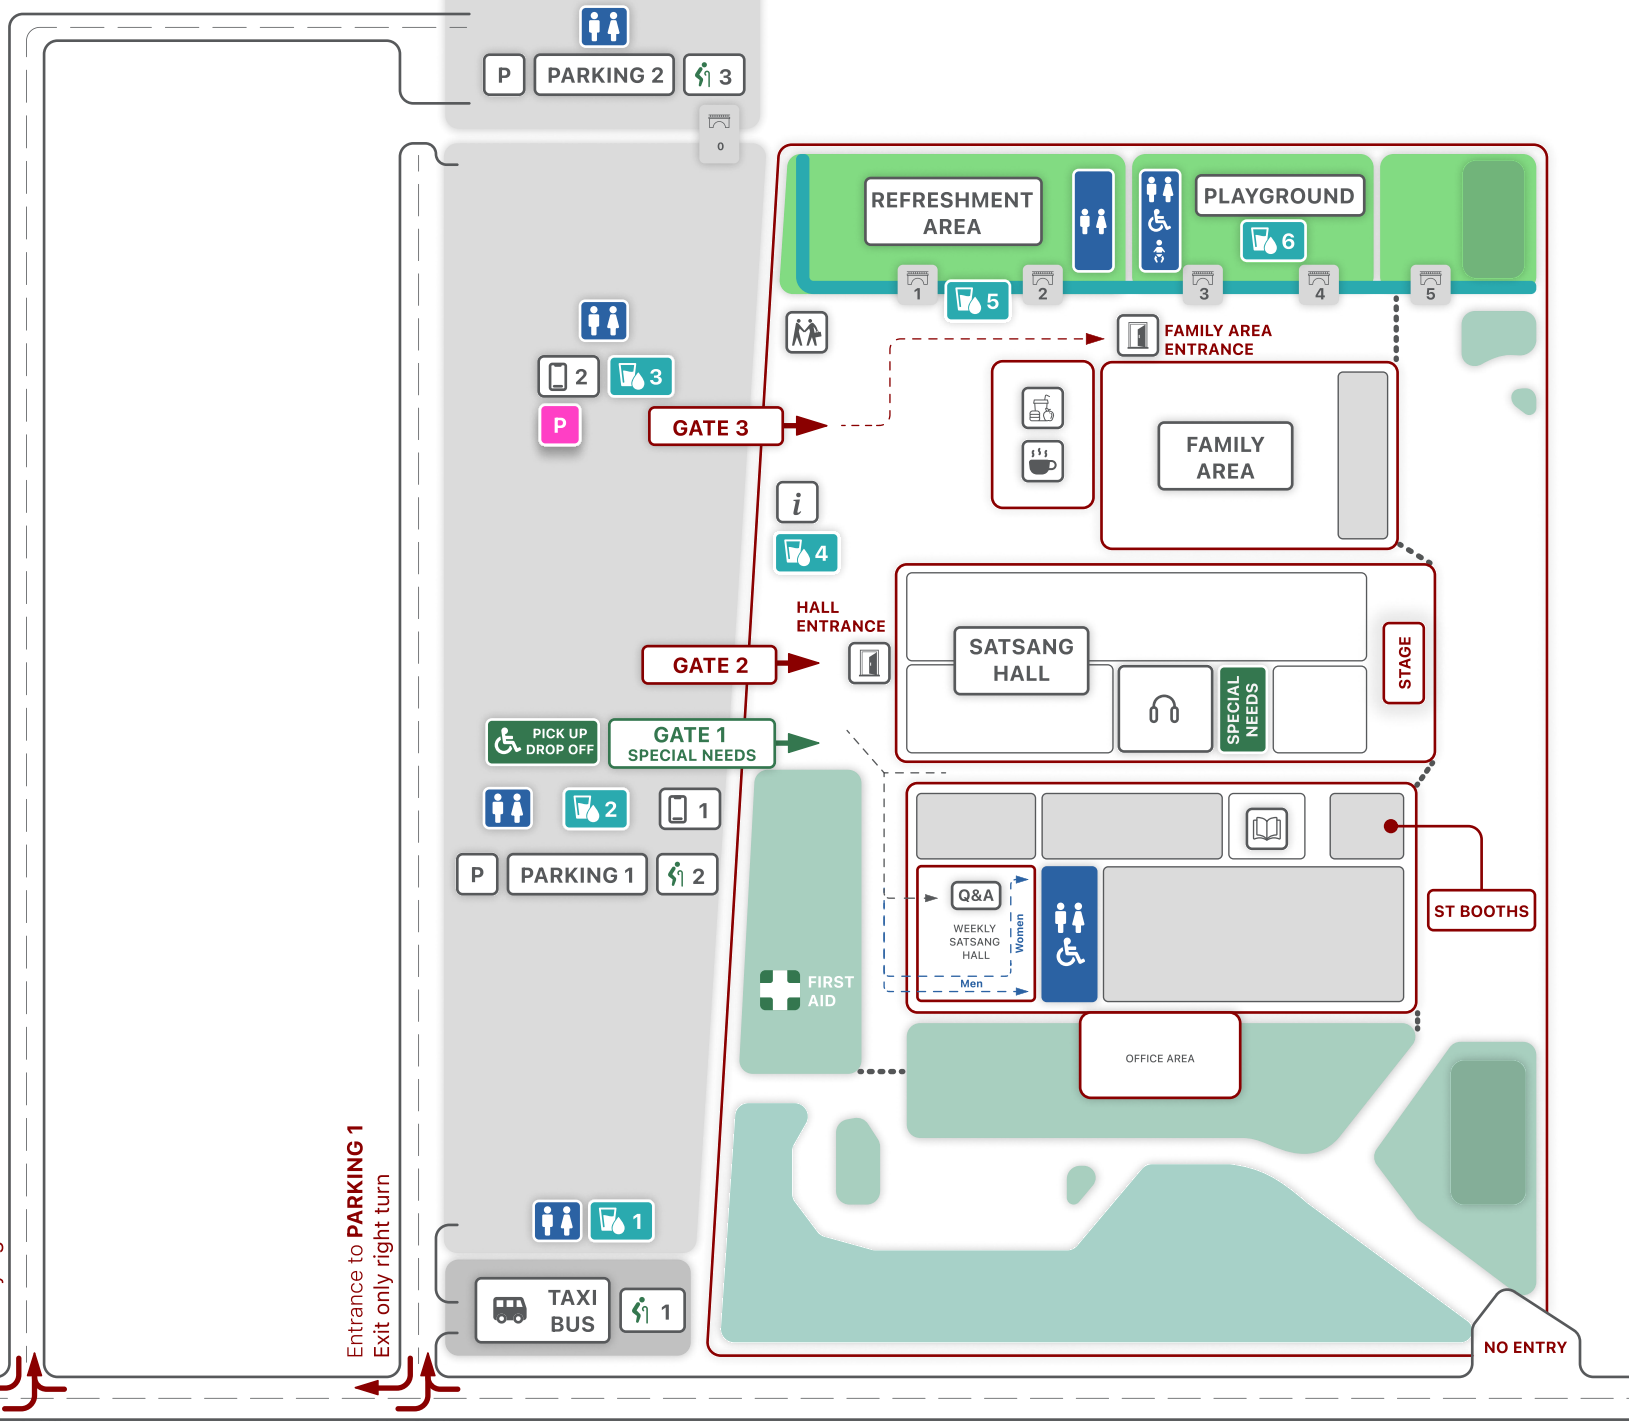 P
PARKING 2
3
0
REFRESHMENT
AREA
PLAYGROUND
6
1
5
2
3
4
5
FAMILY AREA
ENTRANCE
2
3
P
GATE 3
FAMILY
AREA
i
4
HALL
ENTRANCE
GATE 2
SATSANG
HALL
STAGE
SPECIAL
NEEDS
PICK UP
DROP OFF
GATE 1
SPECIAL NEEDS
2
1
P
PARKING 1
2
Q&A
WEEKLY
SATSANG
HALL
Women
Men
ST BOOTHS
FIRST
AID
OFFICE AREA
Entrance to PARKING 1
Exit only right turn
1
TAXI
BUS
1
NO ENTRY